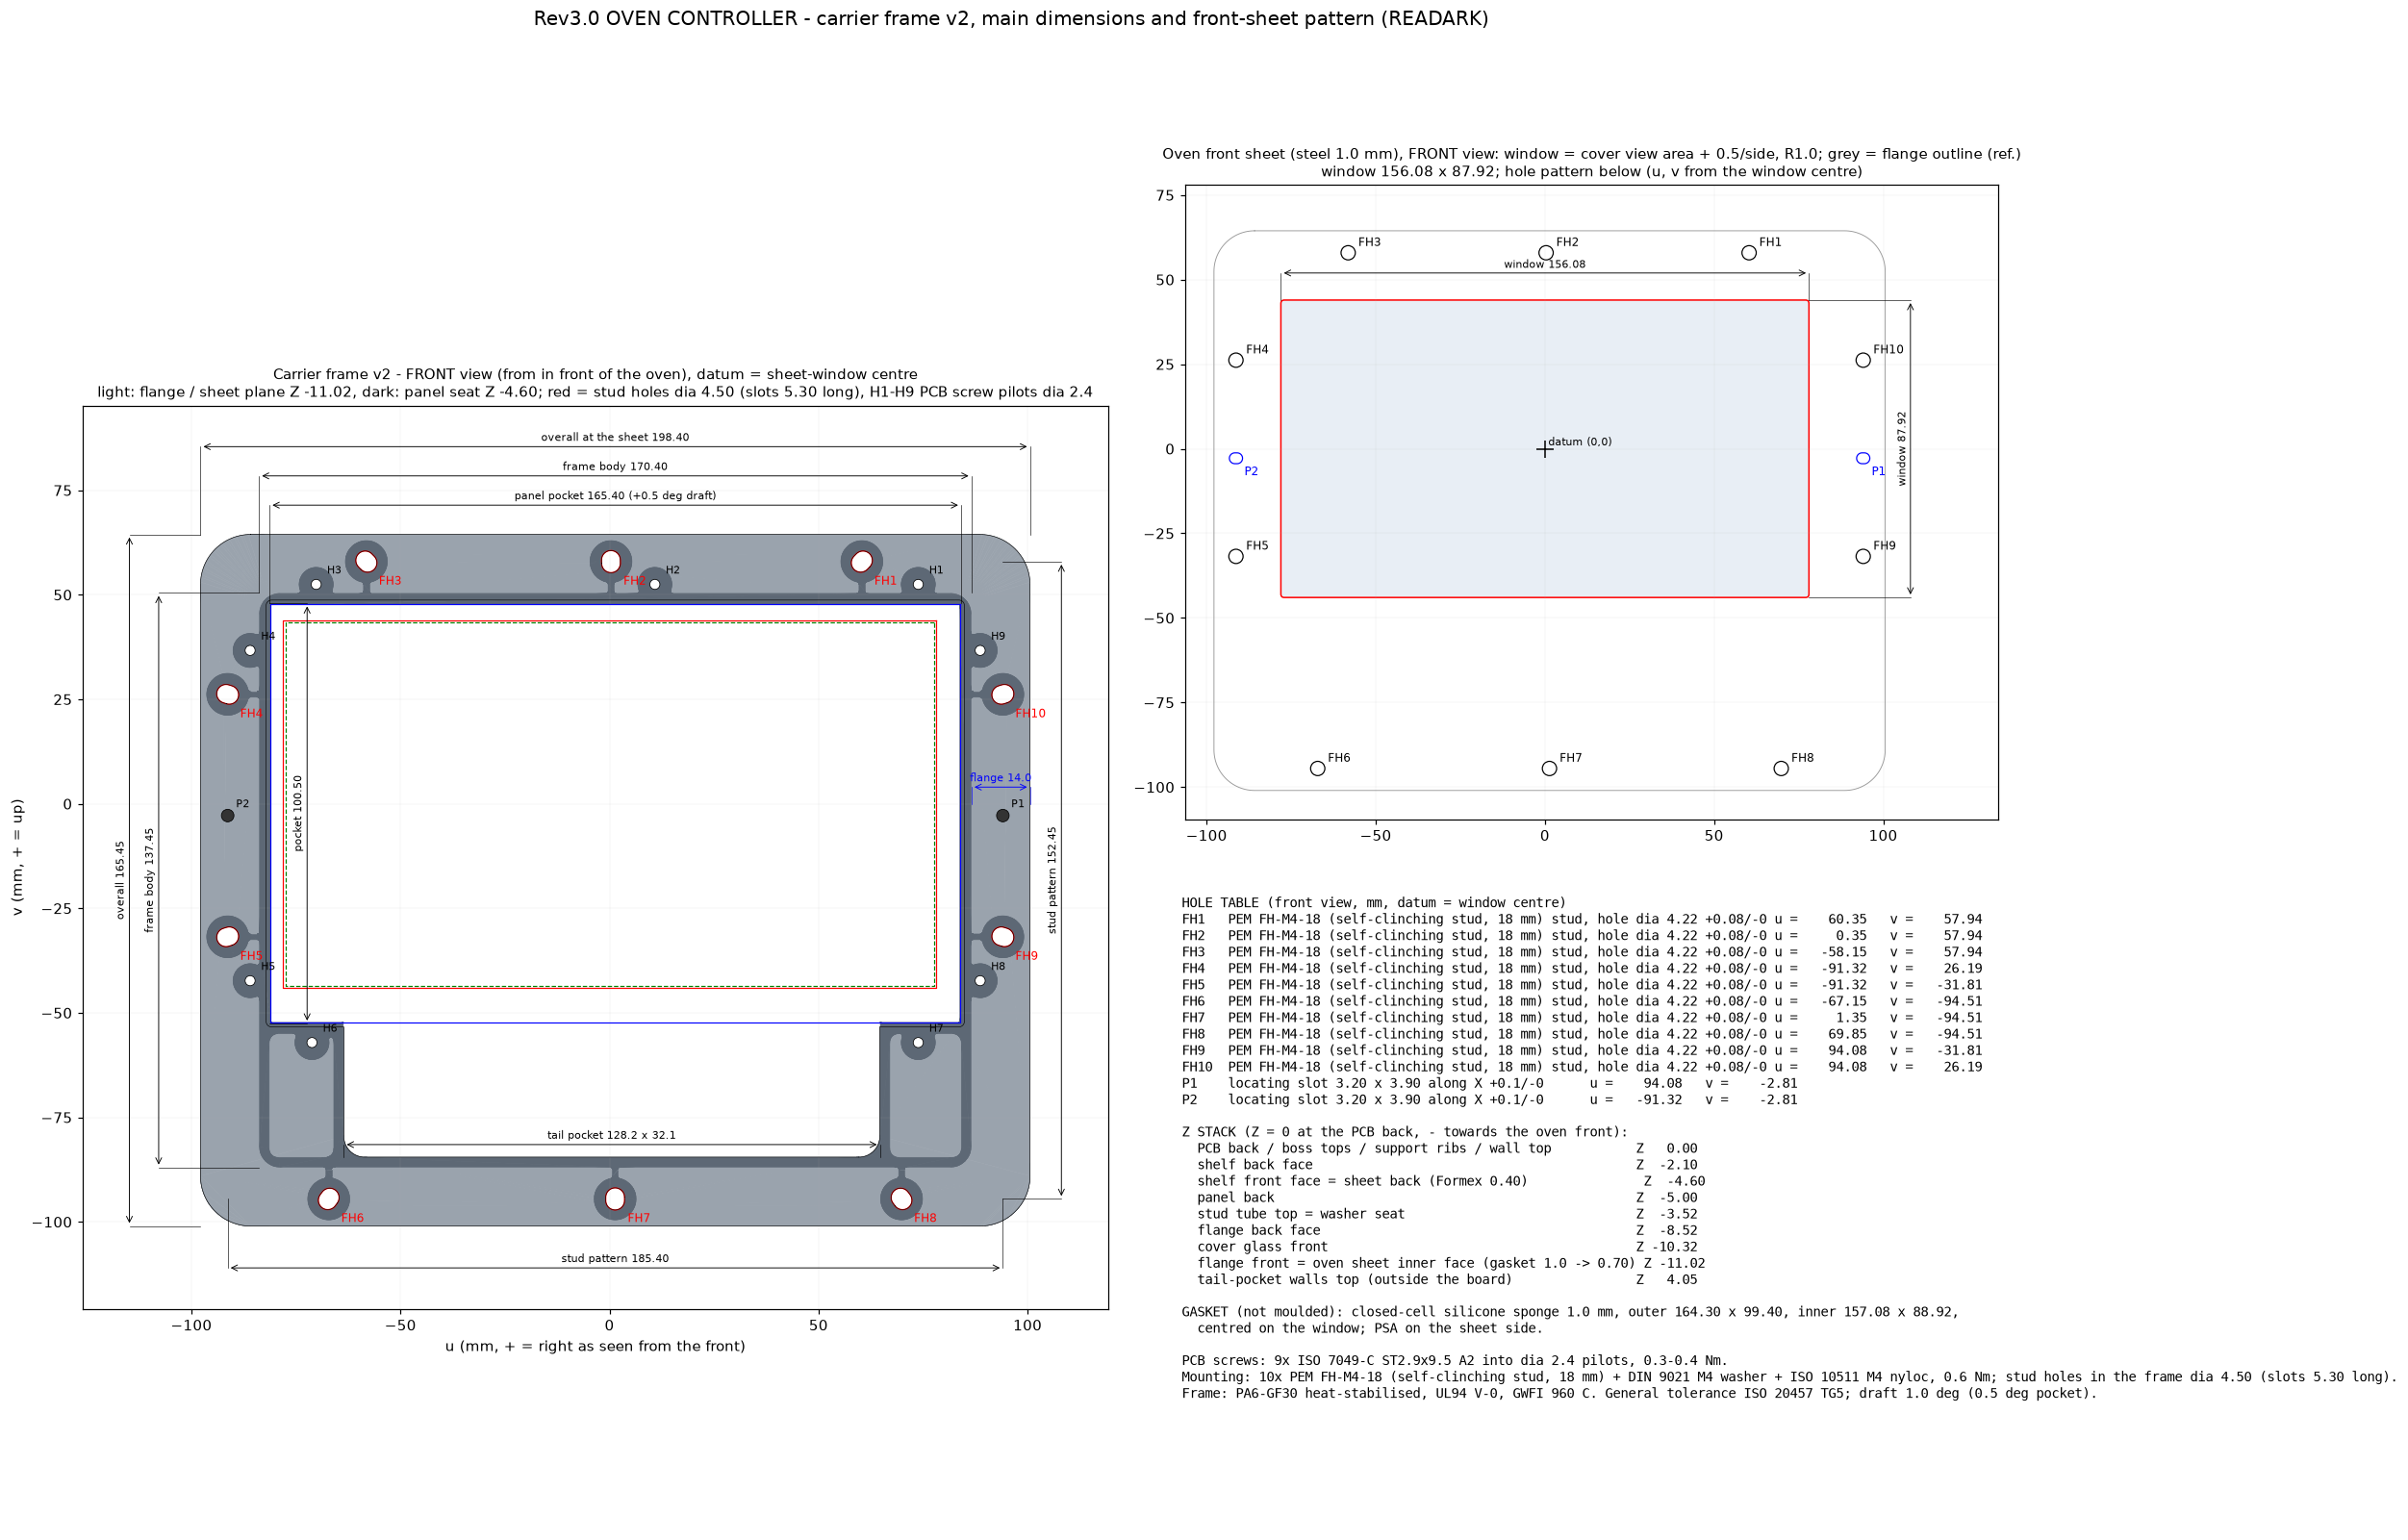 Rev3.0 OVEN CONTROLLER - carrier frame v2, main dimensions and front-sheet pattern (READARK)
Carrier frame v2 - FRONT view (from in front of the oven), datum = sheet-window centre
light: flange / sheet plane Z -11.02, dark: panel seat Z -4.60; red = stud holes dia 4.50 (slots 5.30 long), H1-H9 PCB screw pilots dia 2.4
overall at the sheet 198.40
frame body 170.40
panel pocket 165.40 (+0.5 deg draft)
75
50
25
0
−25
−50
−75
−100
v (mm, + = up)
overall 165.45
frame body 137.45
pocket 100.50
stud pattern 152.45
H3
FH3
FH2
H2
FH1
H1
H4
FH4
H9
FH10
flange 14.0
P2
P1
FH5
H5
FH9
H8
H6
H7
tail pocket 128.2 x 32.1
FH6
FH7
FH8
stud pattern 185.40
−100
−50
0
50
100
u (mm, + = right as seen from the front)
Oven front sheet (steel 1.0 mm), FRONT view: window = cover view area + 0.5/side, R1.0; grey = flange outline (ref.)
window 156.08 x 87.92; hole pattern below (u, v from the window centre)
75
50
25
0
−25
−50
−75
−100
FH3
FH2
FH1
window 156.08
FH4
FH10
datum (0,0)
window 87.92
P2
P1
FH5
FH9
FH6
FH7
FH8
−100
−50
0
50
100
HOLE TABLE (front view, mm, datum = window centre)
FH1 PEM FH-M4-18 (self-clinching stud, 18 mm) stud, hole dia 4.22 +0.08/-0 u = 60.35 v = 57.94
FH2 PEM FH-M4-18 (self-clinching stud, 18 mm) stud, hole dia 4.22 +0.08/-0 u = 0.35 v = 57.94
FH3 PEM FH-M4-18 (self-clinching stud, 18 mm) stud, hole dia 4.22 +0.08/-0 u = -58.15 v = 57.94
FH4 PEM FH-M4-18 (self-clinching stud, 18 mm) stud, hole dia 4.22 +0.08/-0 u = -91.32 v = 26.19
FH5 PEM FH-M4-18 (self-clinching stud, 18 mm) stud, hole dia 4.22 +0.08/-0 u = -91.32 v = -31.81
FH6 PEM FH-M4-18 (self-clinching stud, 18 mm) stud, hole dia 4.22 +0.08/-0 u = -67.15 v = -94.51
FH7 PEM FH-M4-18 (self-clinching stud, 18 mm) stud, hole dia 4.22 +0.08/-0 u = 1.35 v = -94.51
FH8 PEM FH-M4-18 (self-clinching stud, 18 mm) stud, hole dia 4.22 +0.08/-0 u = 69.85 v = -94.51
FH9 PEM FH-M4-18 (self-clinching stud, 18 mm) stud, hole dia 4.22 +0.08/-0 u = 94.08 v = -31.81
FH10 PEM FH-M4-18 (self-clinching stud, 18 mm) stud, hole dia 4.22 +0.08/-0 u = 94.08 v = 26.19
P1 locating slot 3.20 x 3.90 along X +0.1/-0 u = 94.08 v = -2.81
P2 locating slot 3.20 x 3.90 along X +0.1/-0 u = -91.32 v = -2.81
Z STACK (Z = 0 at the PCB back, - towards the oven front):
PCB back / boss tops / support ribs / wall top Z 0.00
shelf back face Z -2.10
shelf front face = sheet back (Formex 0.40) Z -4.60
panel back Z -5.00
stud tube top = washer seat Z -3.52
flange back face Z -8.52
cover glass front Z -10.32
flange front = oven sheet inner face (gasket 1.0 -> 0.70) Z -11.02
tail-pocket walls top (outside the board) Z 4.05
GASKET (not moulded): closed-cell silicone sponge 1.0 mm, outer 164.30 x 99.40, inner 157.08 x 88.92,
centred on the window; PSA on the sheet side.
PCB screws: 9x ISO 7049-C ST2.9x9.5 A2 into dia 2.4 pilots, 0.3-0.4 Nm.
Mounting: 10x PEM FH-M4-18 (self-clinching stud, 18 mm) + DIN 9021 M4 washer + ISO 10511 M4 nyloc, 0.6 Nm; stud holes in the frame dia 4.50 (slots 5.30 long).
Frame: PA6-GF30 heat-stabilised, UL94 V-0, GWFI 960 C. General tolerance ISO 20457 TG5; draft 1.0 deg (0.5 deg pocket).